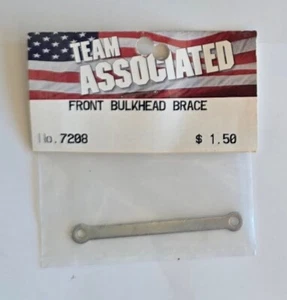 TEAM
ASSOCIATED
FRONT BULKHEAD BRACE
No.7208 $ 1.50